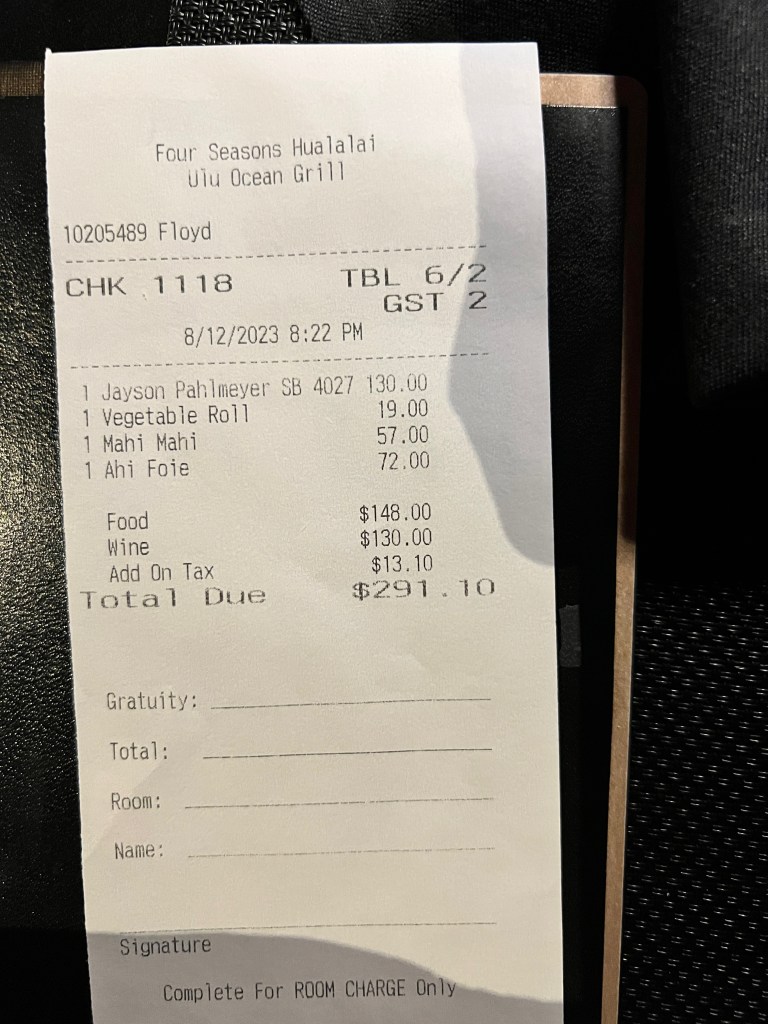 Four Seasons Hualalai
Ulu Ocean Grill
10205489 Floyd
CHK 1118 TBL 6/2
GST 2
8/12/2023 8:22 PM
1 Jayson Pahlmeyer SB 4027 130.00
1 Vegetable Roll 19.00
1 Mahi Mahi 57.00
1 Ahi Foie 72.00
Food $148.00
Wine $130.00
Add On Tax $13.10
Total Due $291.10
Gratuity:
Total:
Room:
Name:
Signature
Complete For ROOM CHARGE Only